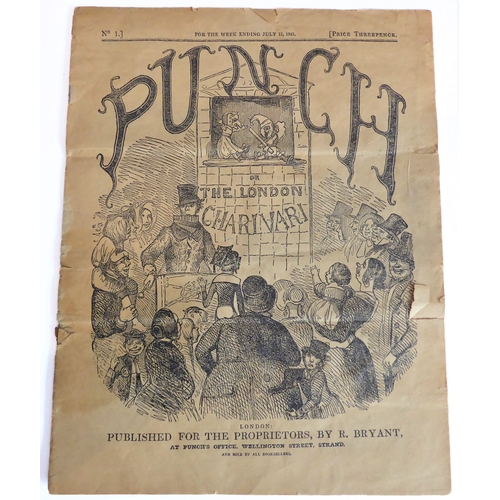 Nº 1.] FOR THE WEEK ENDING JULY 17, 1841. [PRICE THREEPENCE.
PUNCH
OR
THE LONDON
CHARIVARI
LONDON:
PUBLISHED FOR THE PROPRIETORS, BY R. BRYANT,
AT PUNCH'S OFFICE, WELLINGTON STREET, STRAND.
AND SOLD BY ALL BOOKSELLERS.